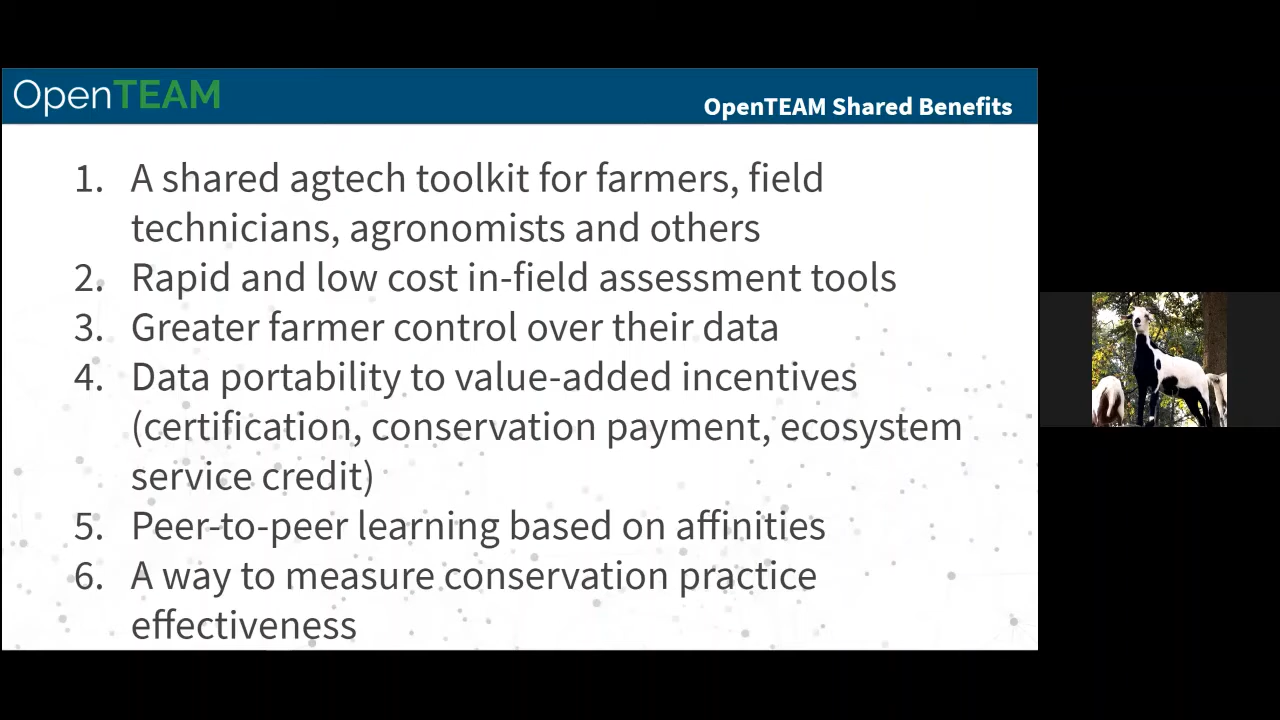 OpenTEAM
OpenTEAM Shared Benefits
1. A shared agtech toolkit for farmers, field
technicians, agronomists and others
2. Rapid and low cost in-field assessment tools
3. Greater farmer control over their data
4. Data portability to value-added incentives
(certification, conservation payment, ecosystem
service credit)
5. Peer-to-peer learning based on affinities
6. A way to measure conservation practice
effectiveness